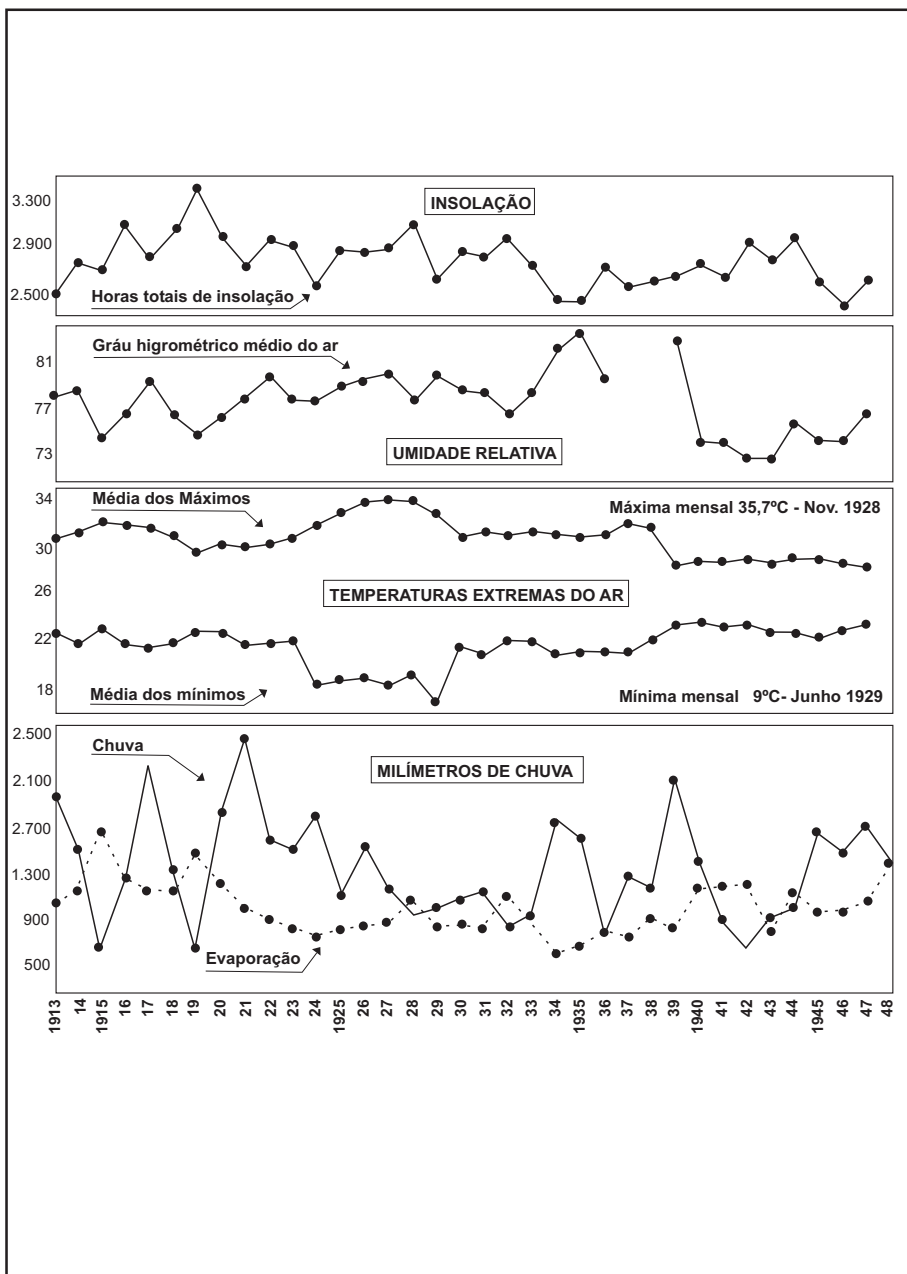 INSOLAÇÃO
3.300
2.900
2.500
Horas totais de insolação
Gráu higrométrico médio do ar
81
77
73
UMIDADE RELATIVA
34
Média dos Máximos
Máxima mensal 35,7ºC - Nov. 1928
30
26
TEMPERATURAS EXTREMAS DO AR
22
18
Média dos mínimos
Mínima mensal 9ºC- Junho 1929
2.500
Chuva
MILÍMETROS DE CHUVA
2.100
2.700
1.300
900
500
Evaporação
1913 14 1915 16 17 18 19 20 21 22 23 24 1925 26 27 28 29 30 31 32 33 34 1935 36 37 38 39 1940 41 42 43 44 1945 46 47 48